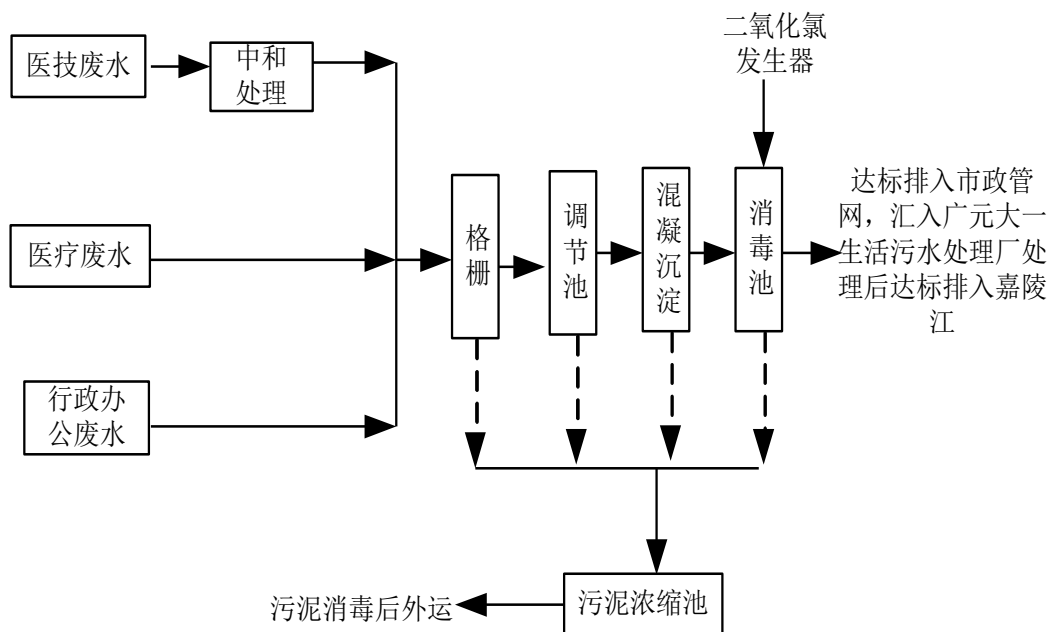 医技废水
中和
处理
二氧化氯
发生器
医疗废水
格栅
调节池
混凝沉淀
消毒池
达标排入市政管
网，汇入广元大一
生活污水处理厂处
理后达标排入嘉陵
江
行政办
公废水
污泥浓缩池
污泥消毒后外运